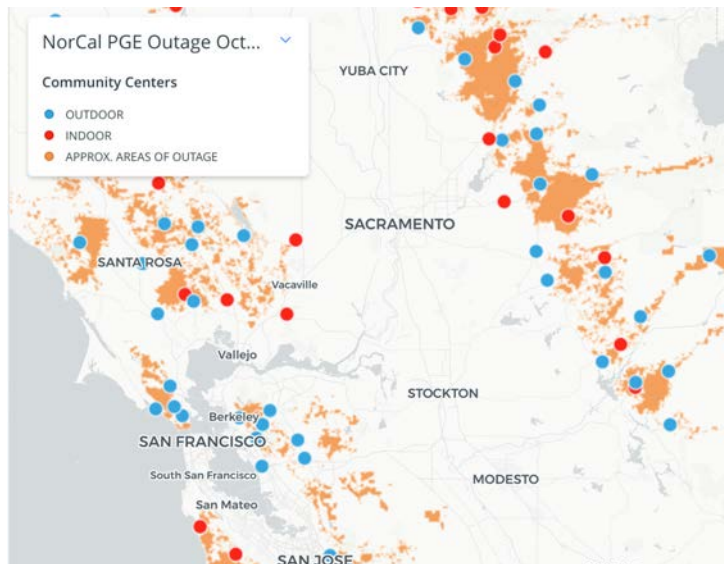 NorCal PGE Outage Oct...
Community Centers
OUTDOOR
INDOOR
APPROX. AREAS OF OUTAGE
YUBA CITY
SACRAMENTO
SANTA ROSA
Vacaville
Vallejo
STOCKTON
Berkeley
SAN FRANCISCO
South San Francisco
MODESTO
San Mateo
SAN JOSE